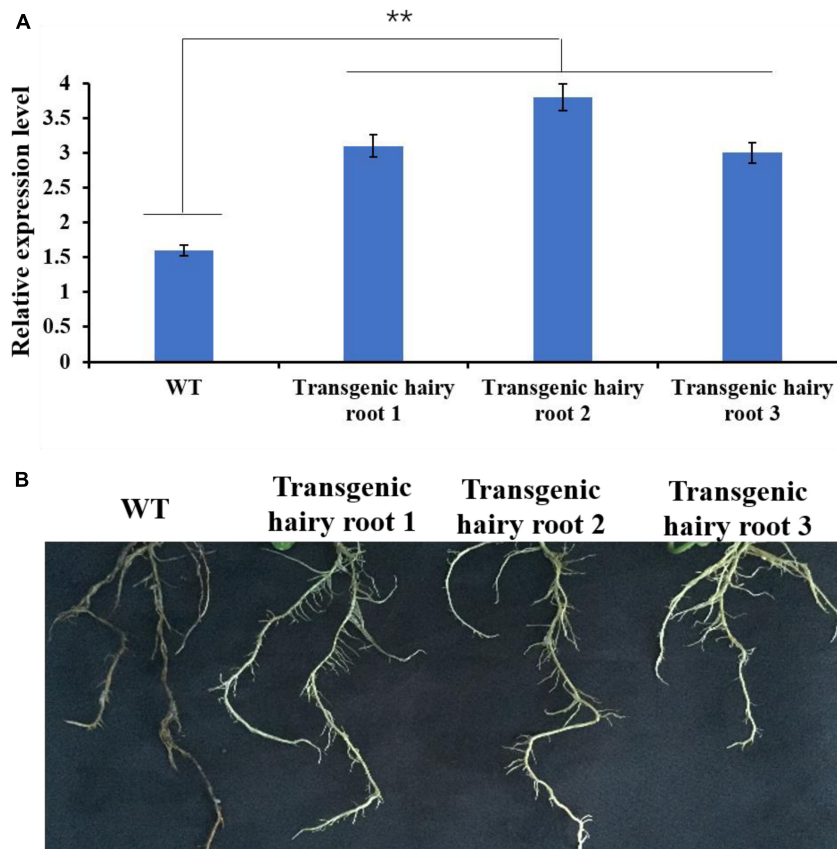 A
**
Relative expression level
4
3.5
3
2.5
2
1.5
1
0.5
0
WT
Transgenic hairy
root 1
Transgenic hairy
root 2
Transgenic hairy
root 3
B
WT
Transgenic
hairy root 1
Transgenic
hairy root 2
Transgenic
hairy root 3